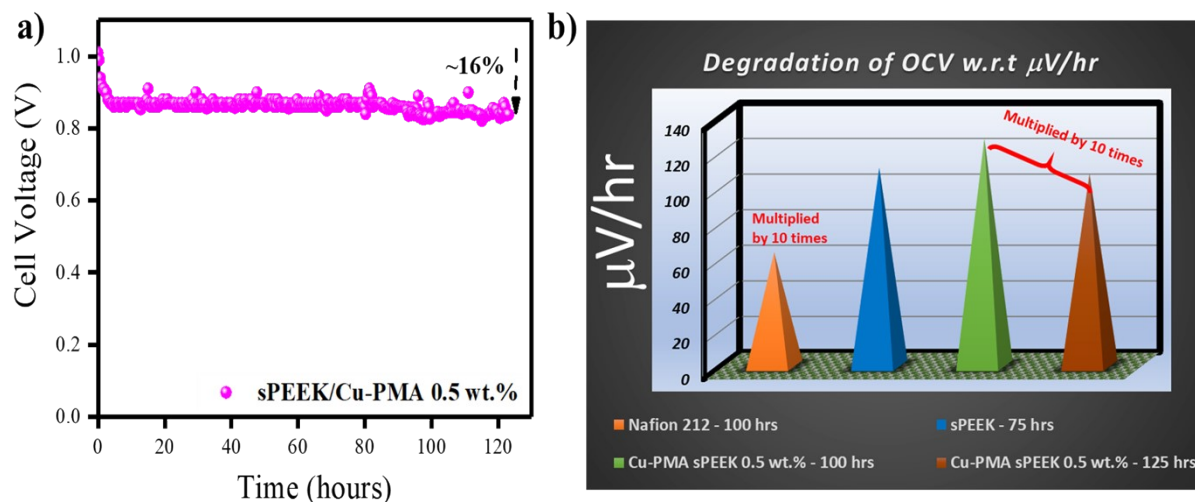 a)
1.0
0.8
0.6
0.4
0.2
0.0
Cell Voltage (V)
~16%
sPEEK/Cu-PMA 0.5 wt.%
0 20 40 60 80 100 120
Time (hours)
b)
Degradation of OCV w.r.t μV/hr
μV/hr
140
120
100
80
60
40
20
0
Multiplied
by 10 times
Multiplied by 10 times
Nafion 212 - 100 hrs
sPEEK - 75 hrs
Cu-PMA sPEEK 0.5 wt.% - 100 hrs
Cu-PMA sPEEK 0.5 wt.% - 125 hrs